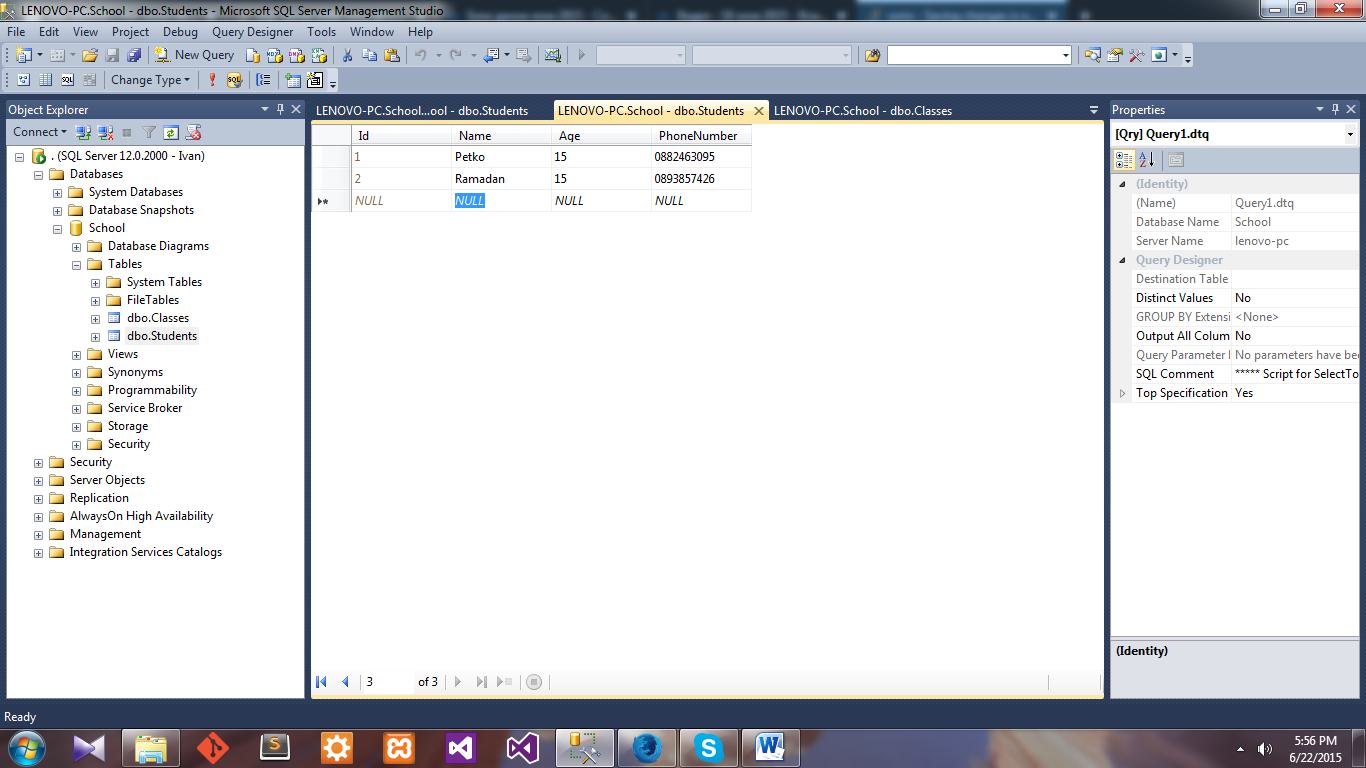 LENOVO-PC.School - dbo.Students - Microsoft SQL Server Management Studio
File Edit View Project Debug Query Designer Tools Window Help
New Query
Change Type
Object Explorer
Connect
. (SQL Server 12.0.2000 - Ivan)
Databases
System Databases
Database Snapshots
School
Database Diagrams
Tables
System Tables
FileTables
dbo.Classes
dbo.Students
Views
Synonyms
Programmability
Service Broker
Storage
Security
Security
Server Objects
Replication
AlwaysOn High Availability
Management
Integration Services Catalogs
LENOVO-PC.School...ool - dbo.Students LENOVO-PC.School - dbo.Students LENOVO-PC.School - dbo.Classes
Id Name Age PhoneNumber
1 Petko 15 0882463095
2 Ramadan 15 0893857426
NULL NULL NULL NULL
3 of 3
Properties
[Qry] Query1.dtq
(Identity)
(Name) Query1.dtq
Database Name School
Server Name lenovo-pc
Query Designer
Destination Table
Distinct Values No
GROUP BY Extensi <None>
Output All Colum No
Query Parameter No parameters have bee
SQL Comment ***** Script for SelectTo
Top Specification Yes
(Identity)
Ready
5:56 PM
6/22/2015